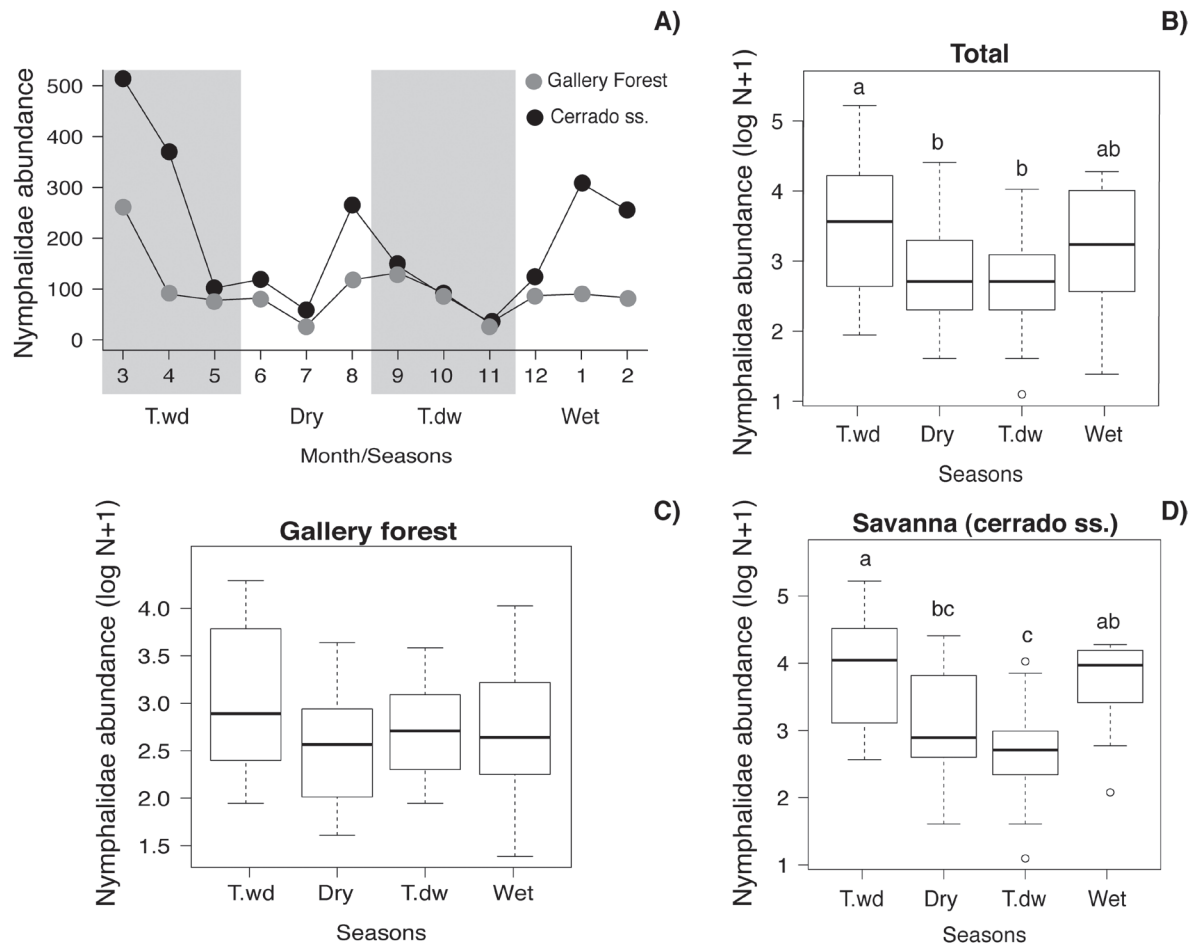 A)
Nymphalidae abundance
500
400
300
200
100
0
Gallery Forest
Cerrado ss.
3 4 5 6 7 8 9 10 11 12 1 2
T.wd Dry T.dw Wet
Month/Seasons
B)
Total
Nymphalidae abundance (log N+1)
5
4
3
2
1
a b b ab
T.wd Dry T.dw Wet
Seasons
C)
Gallery forest
Nymphalidae abundance (log N+1)
4.0
3.5
3.0
2.5
2.0
1.5
T.wd Dry T.dw Wet
Seasons
D)
Savanna (cerrado ss.)
Nymphalidae abundance (log N+1)
5
4
3
2
1
a bc c ab
T.wd Dry T.dw Wet
Seasons